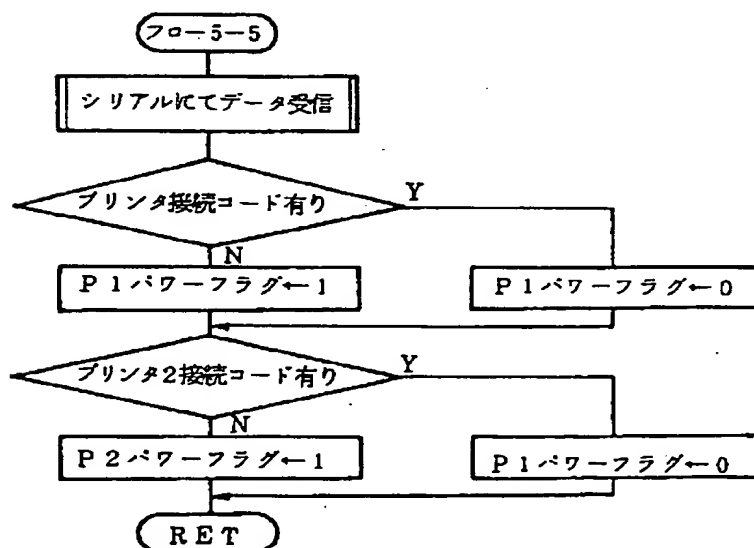 フロー5-5
シリアルにてデータ受信
プリンタ接続コード有り
Y
N
P1パワーフラグ←1
P1パワーフラグ←0
プリンタ2接続コード有り
Y
N
P2パワーフラグ←1
P1パワーフラグ←0
RET